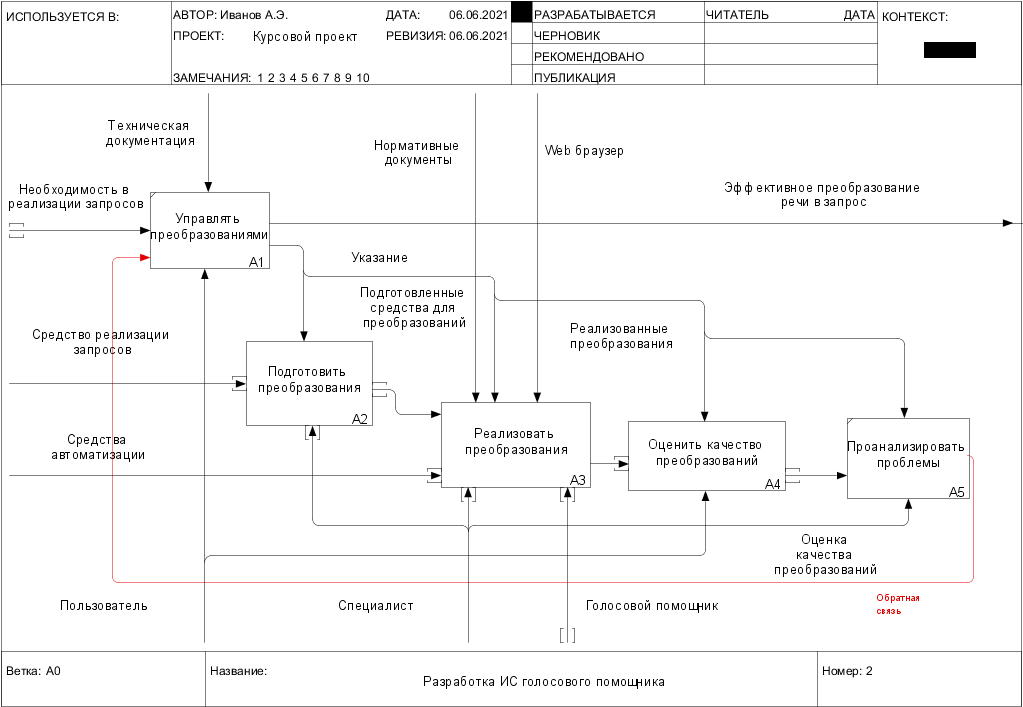 ИСПОЛЬЗУЕТСЯ В:
АВТОР: Иванов А.Э.
ДАТА: 06.06.2021
РАЗРАБАТЫВАЕТСЯ
ЧИТАТЕЛЬ
ДАТА
КОНТЕКСТ:
ПРОЕКТ: Курсовой проект
РЕВИЗИЯ: 06.06.2021
ЧЕРНОВИК
РЕКОМЕНДОВАНО
ЗАМЕЧАНИЯ: 1 2 3 4 5 6 7 8 9 10
ПУБЛИКАЦИЯ
Техническая
документация
Нормативные
документы
Web браузер
Необходимость в
реализации запросов
Эффективное преобразование
речи в запрос
Управлять
преобразованиями
A1
Указание
Подготовленные
средства для
преобразований
Реализованные
преобразования
Средство реализации
запросов
Подготовить
преобразования
A2
Средства
автоматизации
Реализовать
преобразования
A3
Оценить качество
преобразований
A4
Проанализировать
проблемы
A5
Оценка
качества
преобразований
Обратная
связь
Пользователь
Специалист
Голосовой помощник
Ветка: A0
Название:
Разработка ИС голосового помощника
Номер: 2